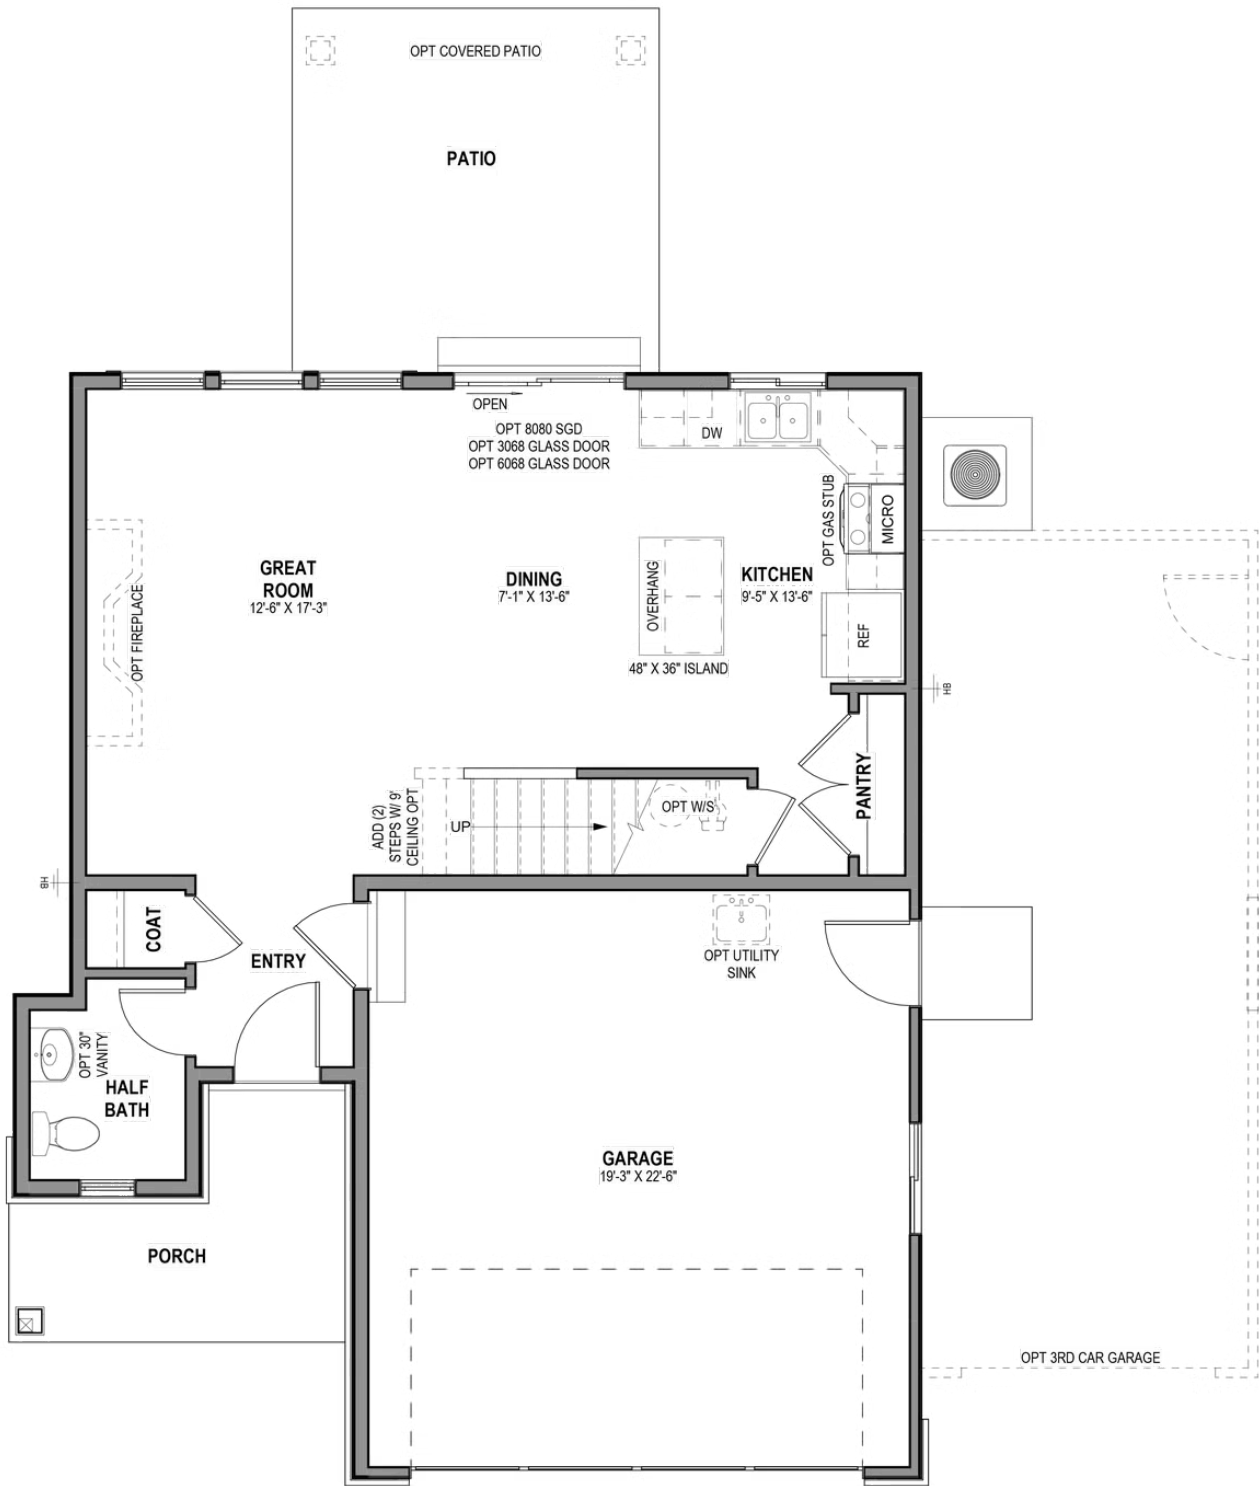 OPT COVERED PATIO
PATIO
OPEN
OPT 8080 SGD
OPT 3068 GLASS DOOR
OPT 6068 GLASS DOOR
DW
OPT GAS STUB
MICRO
GREAT
ROOM
12'-6" X 17'-3"
DINING
7'-1" X 13'-6"
OVERHANG
KITCHEN
9'-5" X 13'-6"
OPT FIREPLACE
REF
48" X 36" ISLAND
HB
PANTRY
ADD (2)
STEPS W/ 9'
CEILING OPT
UP
OPT W/S
HB
COAT
ENTRY
OPT UTILITY
SINK
OPT 30"
VANITY
HALF
BATH
GARAGE
19'-3" X 22'-6"
PORCH
OPT 3RD CAR GARAGE